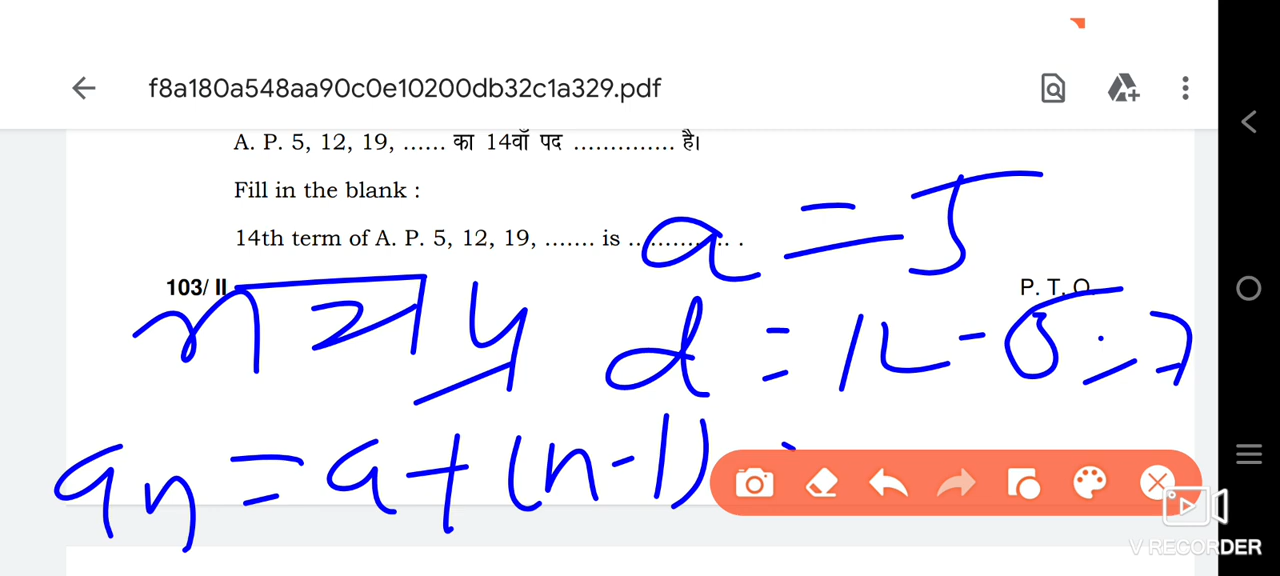 f8a180a548aa90c0e10200db32c1a329.pdf
A. P. 5, 12, 19, ...... का 14वाँ पद .............. है।
Fill in the blank :
14th term of A. P. 5, 12, 19, ....... is .............. .
a = 5
103/ II
P. T. O.
d = 12 - 5 = 7
an = a + (n - 1)
V RECORDER